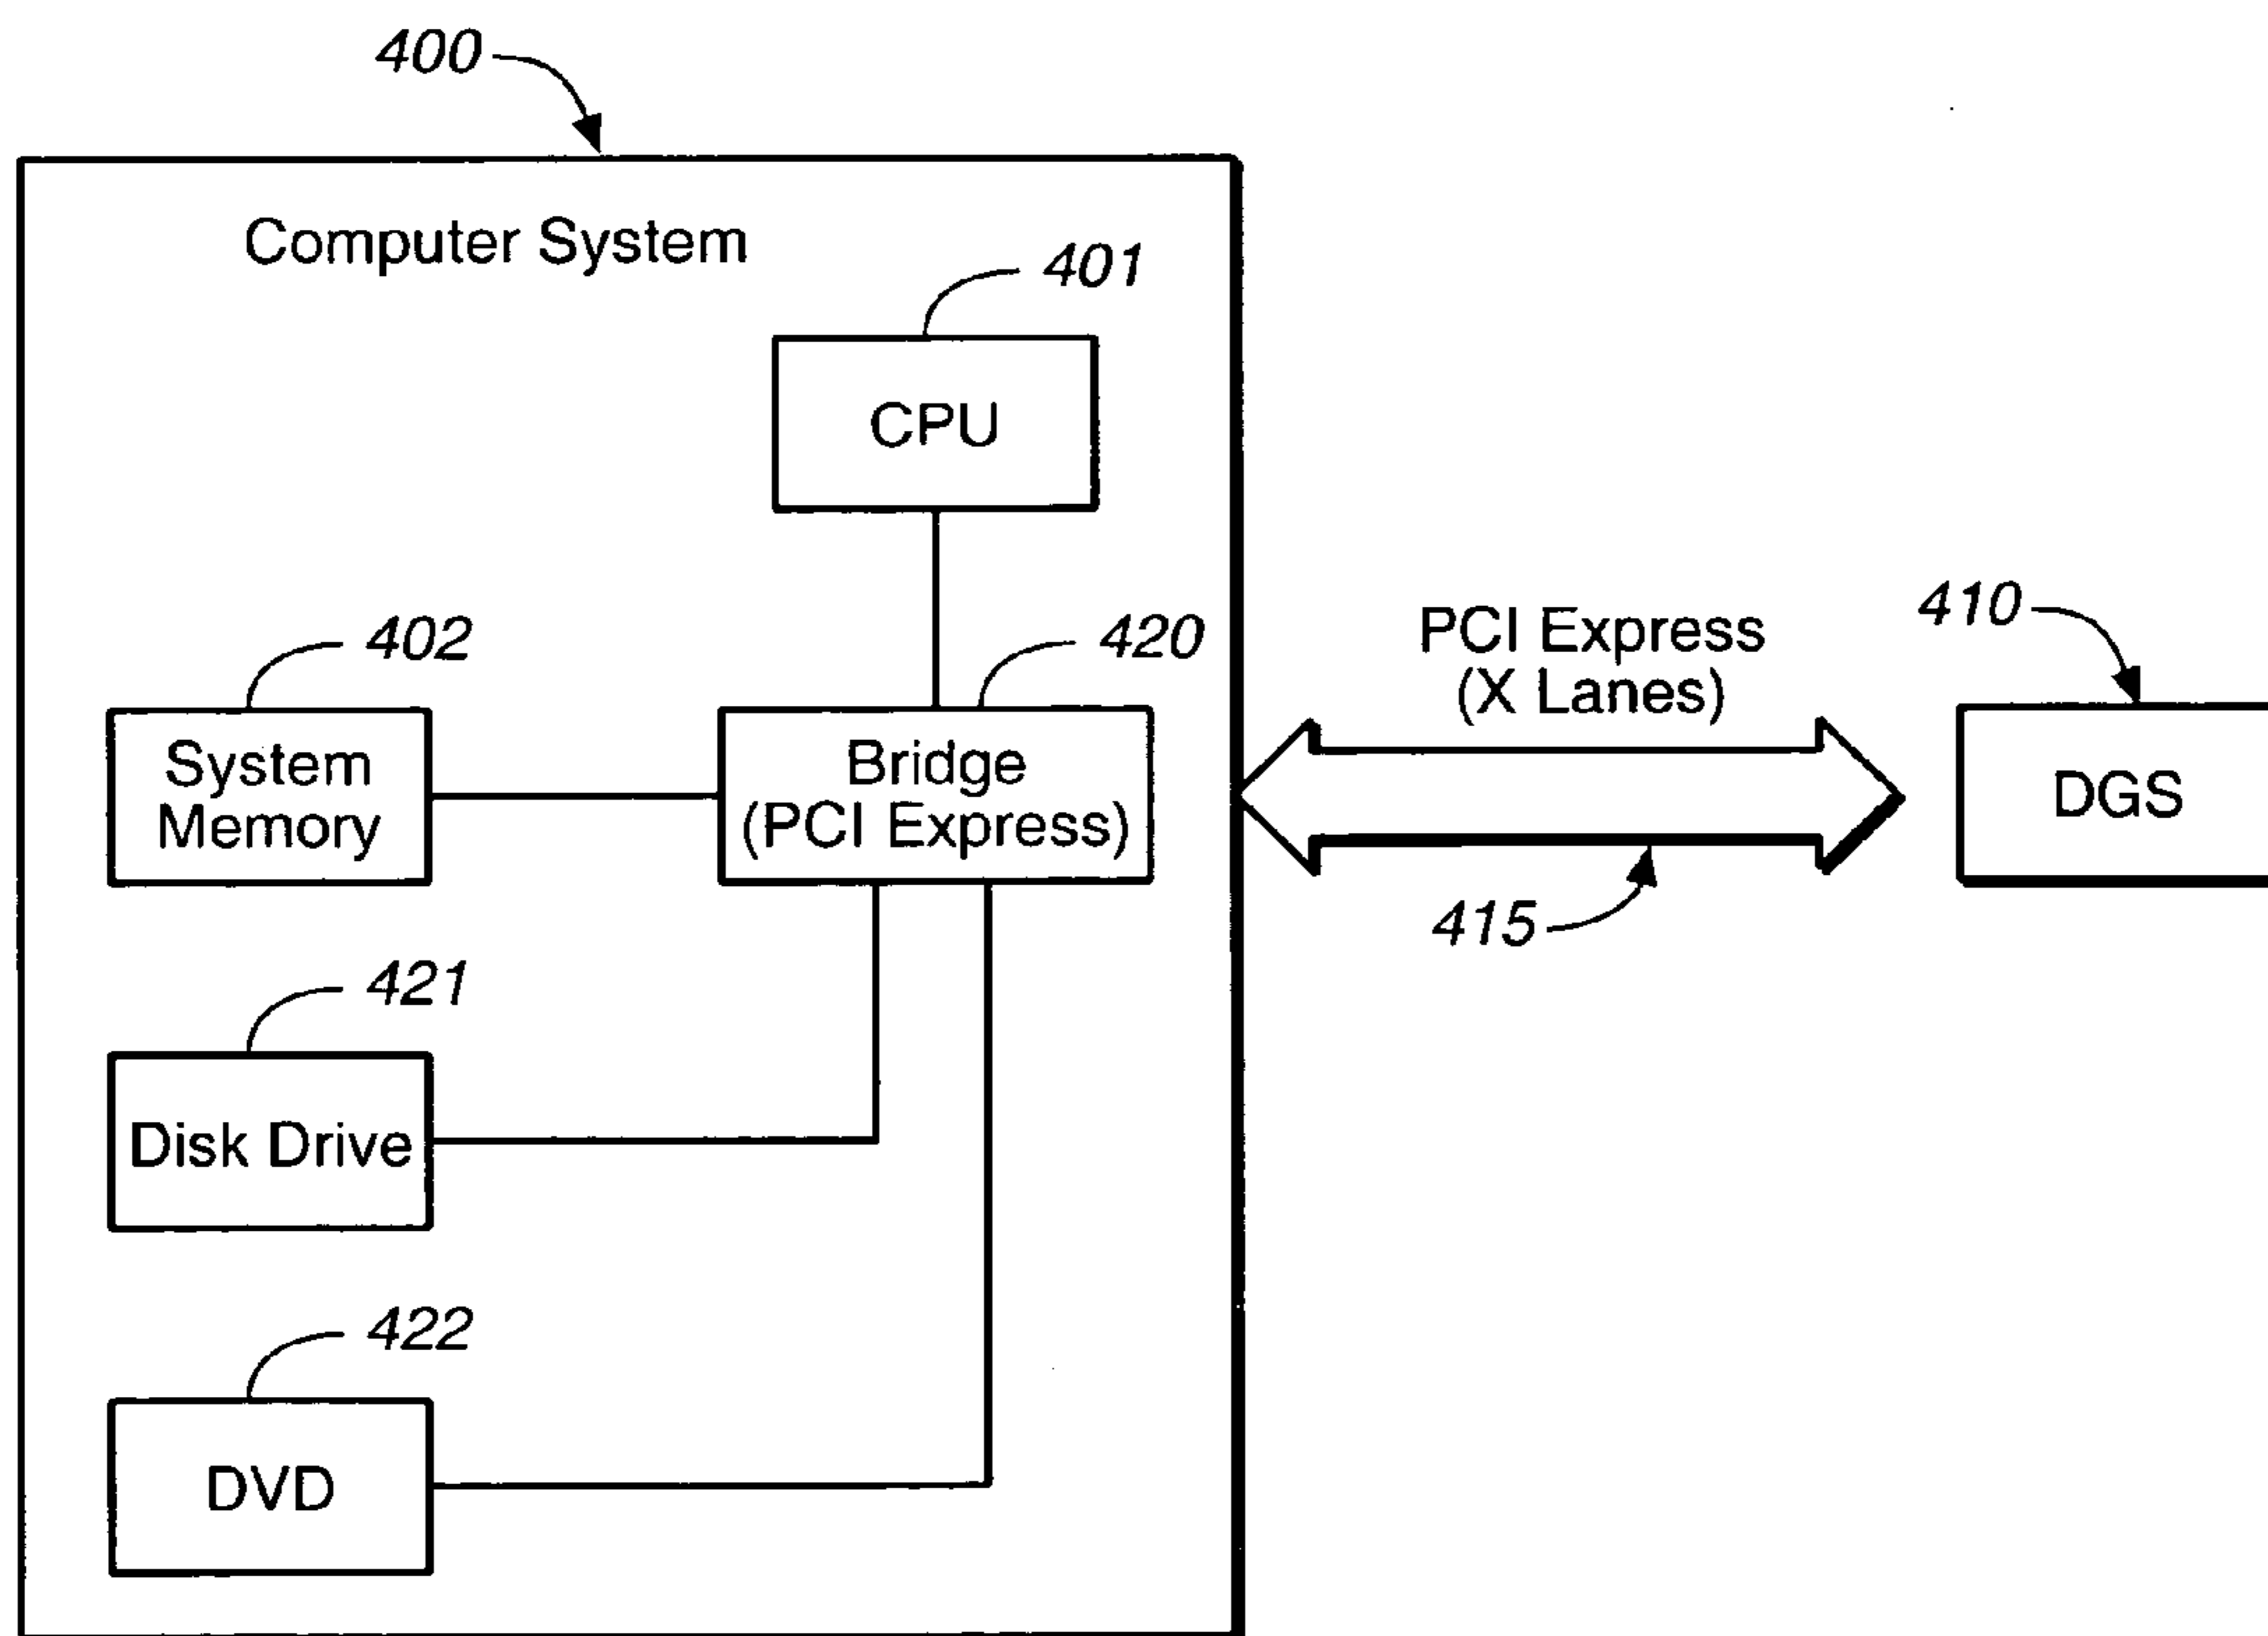 400
Computer System
401
CPU
402
System
Memory
420
Bridge
(PCI Express)
PCI Express
(X Lanes)
415
410
DGS
421
Disk Drive
422
DVD